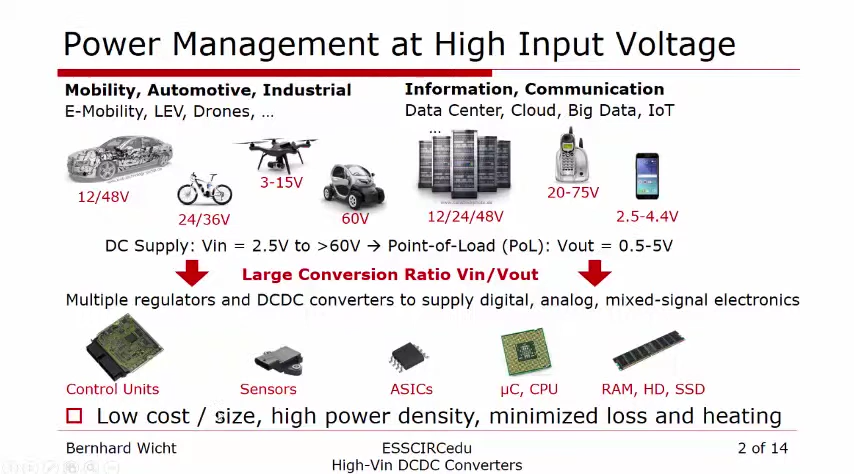 Power Management at High Input Voltage
Mobility, Automotive, Industrial
E-Mobility, LEV, Drones, ...
Information, Communication
Data Center, Cloud, Big Data, IoT
...
12/48V
24/36V
3-15V
60V
12/24/48V
20-75V
2.5-4.4V
DC Supply: Vin = 2.5V to >60V → Point-of-Load (PoL): Vout = 0.5-5V
Large Conversion Ratio Vin/Vout
Multiple regulators and DCDC converters to supply digital, analog, mixed-signal electronics
Control Units
Sensors
ASICs
µC, CPU
RAM, HD, SSD
Low cost / size, high power density, minimized loss and heating
Bernhard Wicht
ESSCIRCedu
High-Vin DCDC Converters
2 of 14